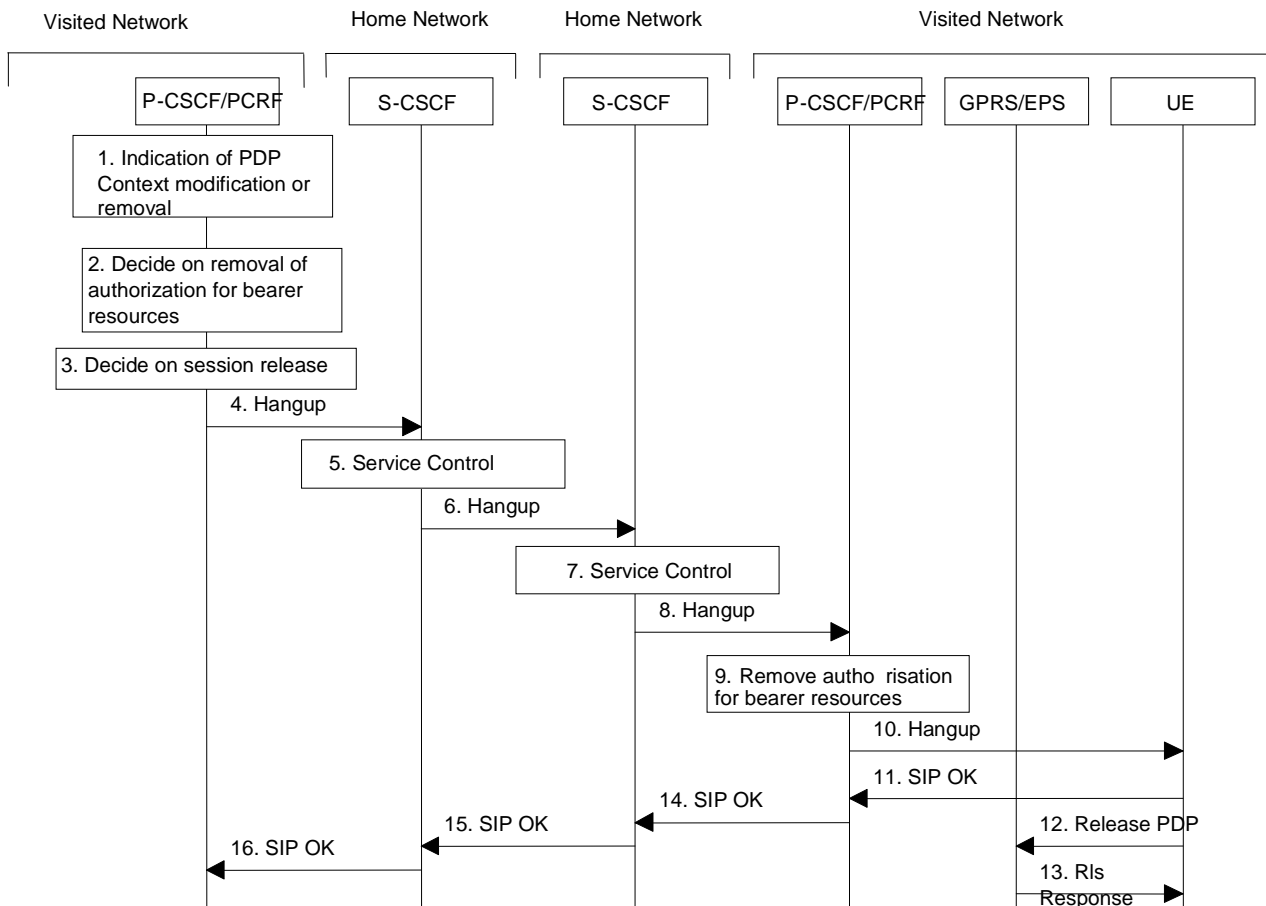 Visited Network
Home Network
Home Network
Visited Network
P-CSCF/PCRF
S-CSCF
S-CSCF
P-CSCF/PCRF
GPRS/EPS
UE
1. Indication of PDP
Context modification or
removal
2. Decide on removal of
authorization for bearer
resources
3. Decide on session release
4. Hangup
5. Service Control
6. Hangup
7. Service Control
8. Hangup
9. Remove autho risation
for bearer resources
10. Hangup
11. SIP OK
14. SIP OK
12. Release PDP
15. SIP OK
16. SIP OK
13. Rls
Response